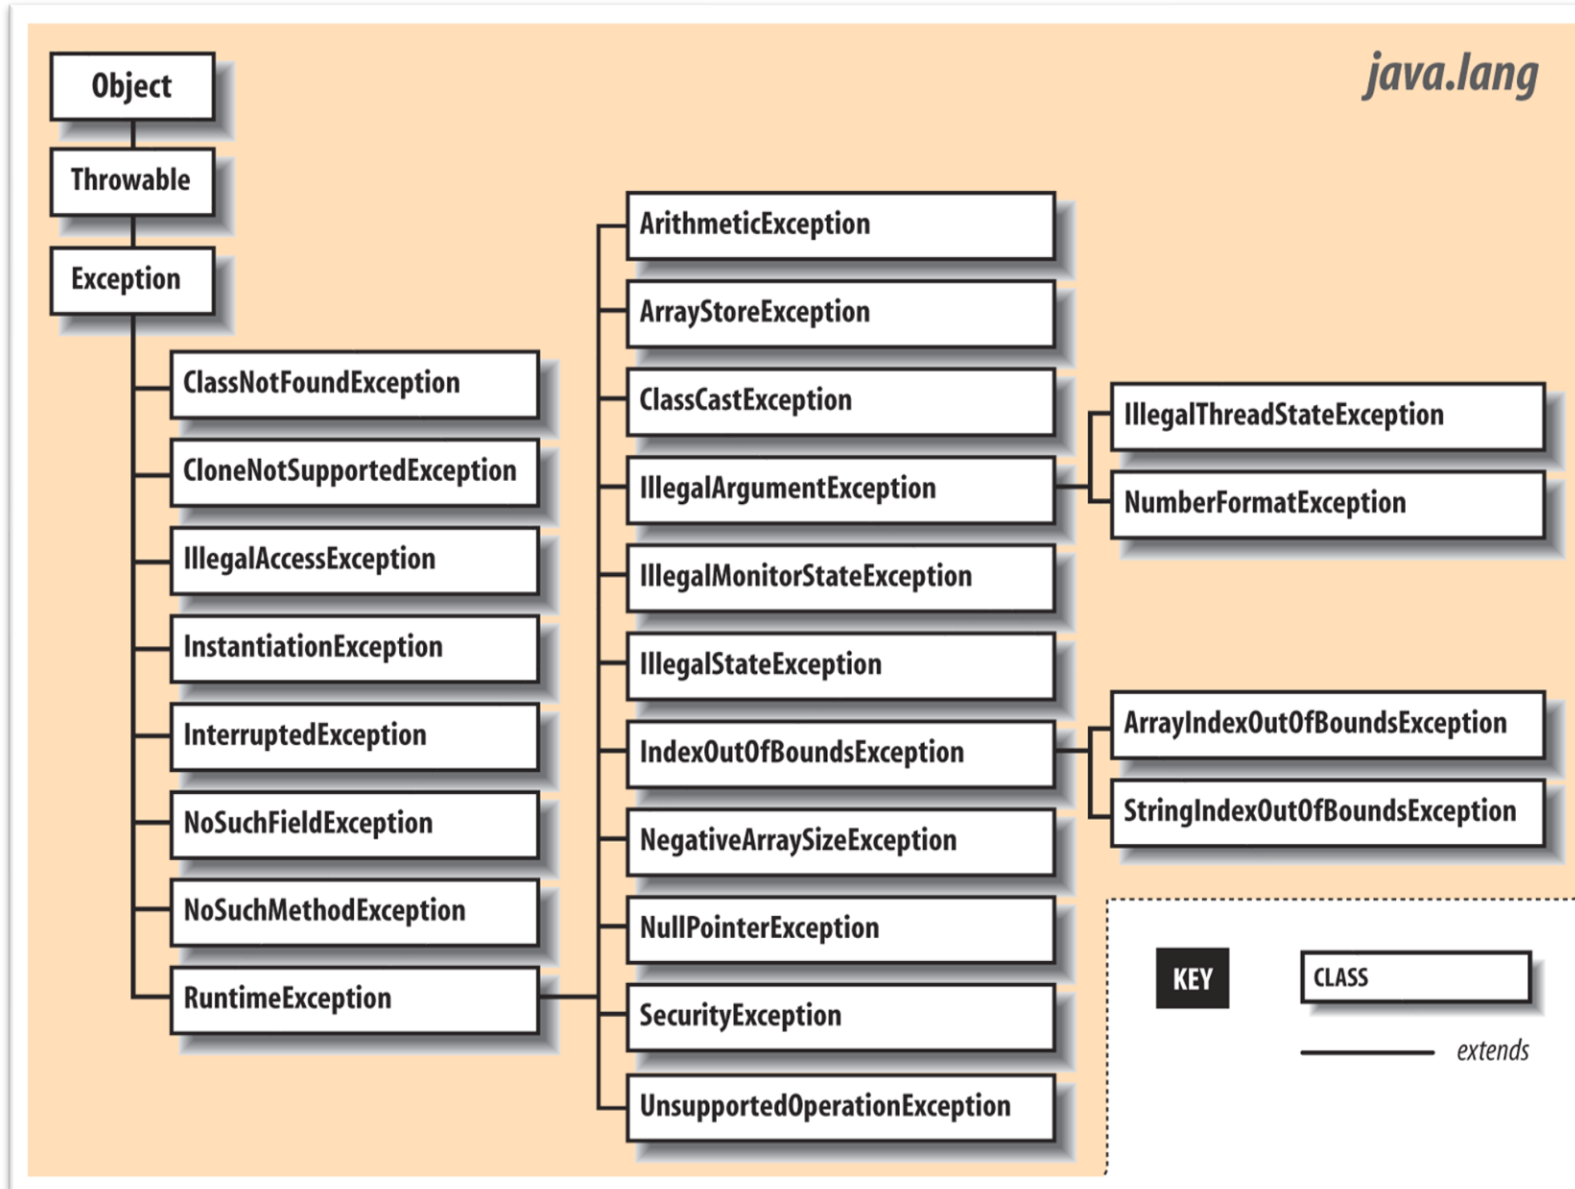 java.lang
Object
Throwable
Exception
ClassNotFoundException
CloneNotSupportedException
IllegalAccessException
InstantiationException
InterruptedException
NoSuchFieldException
NoSuchMethodException
RuntimeException
ArithmeticException
ArrayStoreException
ClassCastException
IllegalArgumentException
IllegalMonitorStateException
IllegalStateException
IndexOutOfBoundsException
NegativeArraySizeException
NullPointerException
SecurityException
UnsupportedOperationException
IllegalThreadStateException
NumberFormatException
ArrayIndexOutOfBoundsException
StringIndexOutOfBoundsException
KEY
CLASS
extends